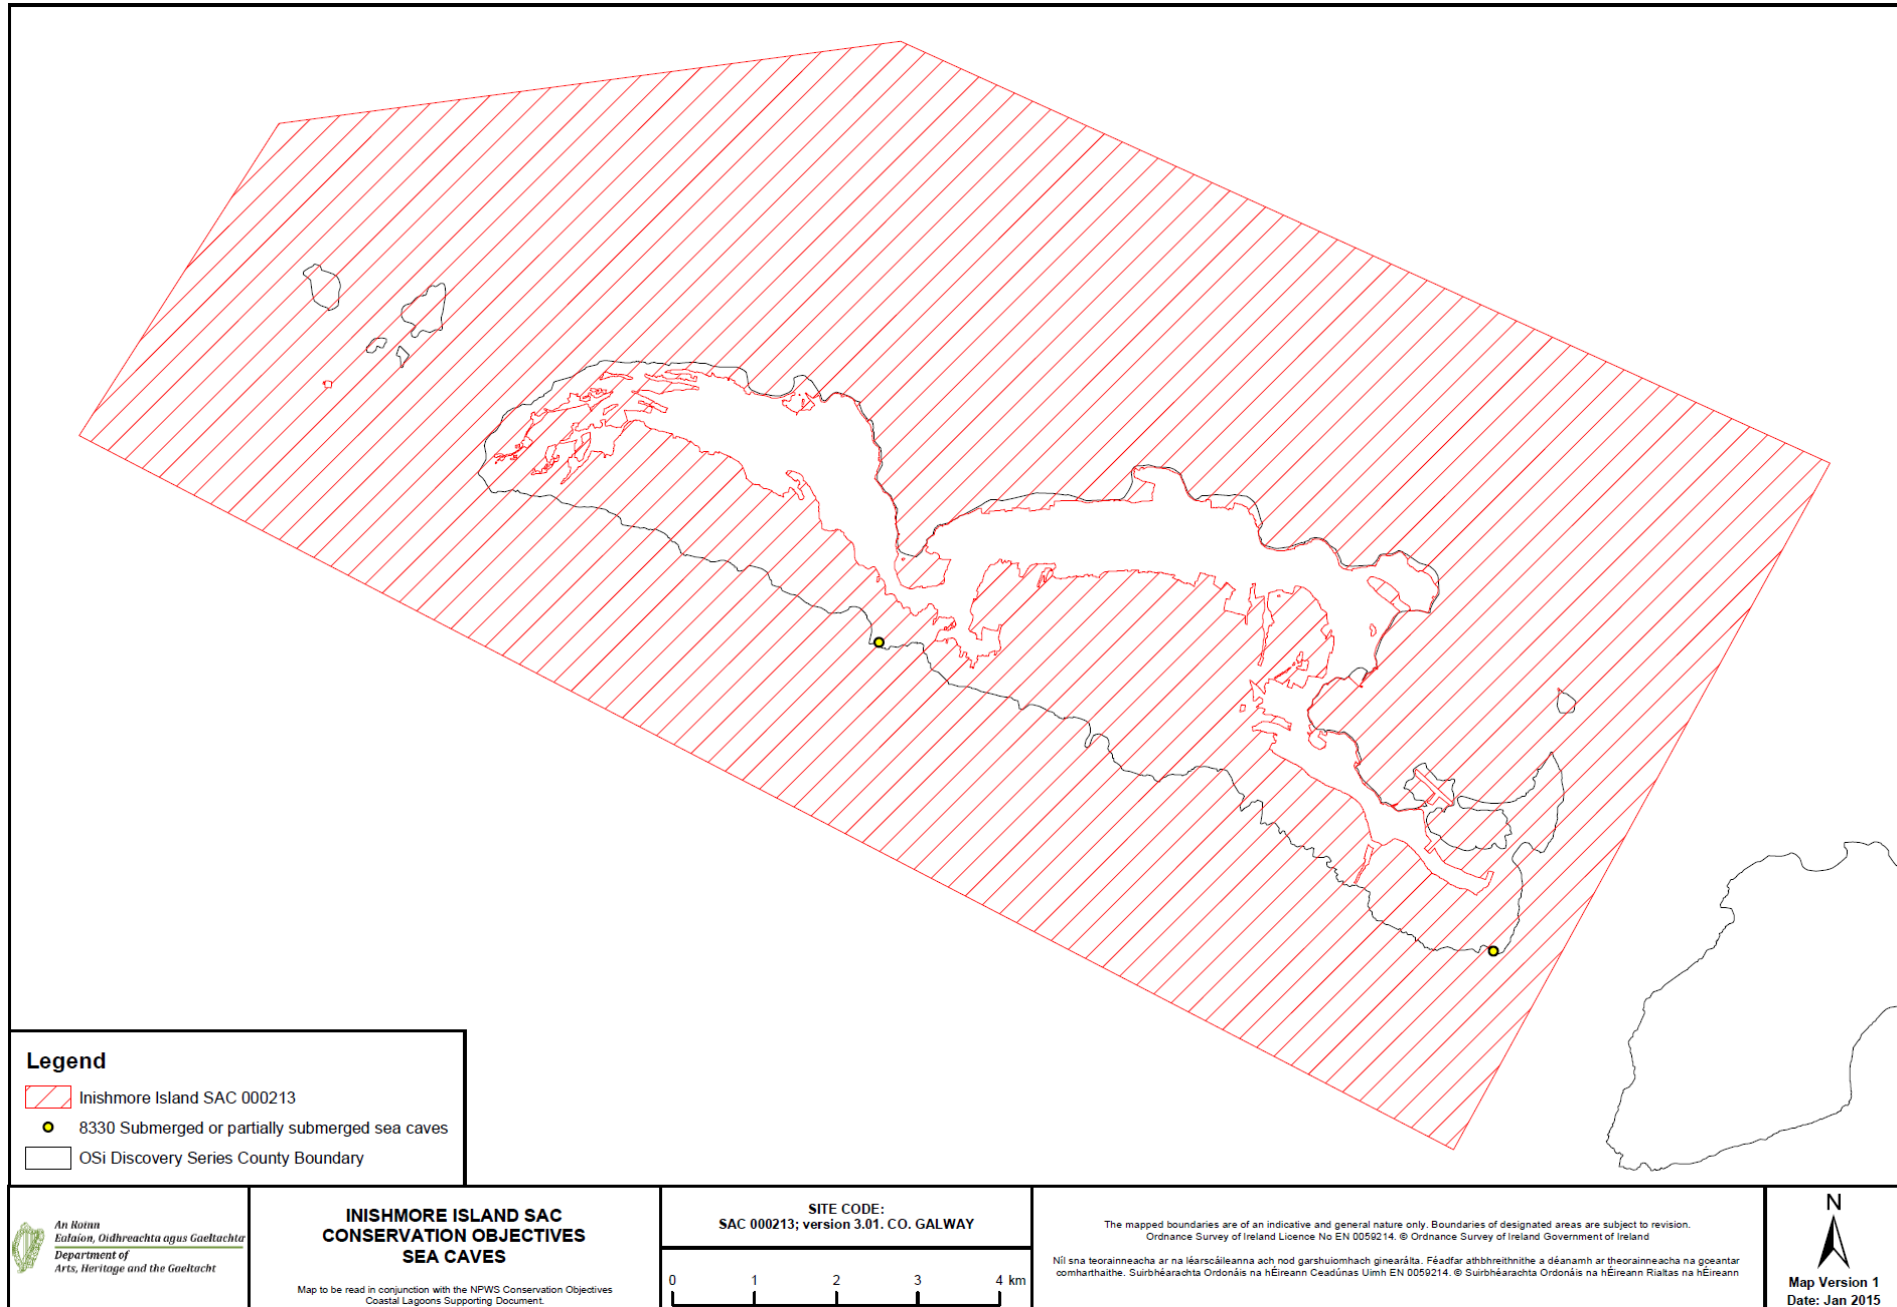 Legend
Inishmore Island SAC 000213
8330 Submerged or partially submerged sea caves
OSi Discovery Series County Boundary
An Roinn
Ealaíon, Oidhreachta agus Gaeltachta
Department of
Arts, Heritage and the Gaeltacht
INISHMORE ISLAND SAC
CONSERVATION OBJECTIVES
SEA CAVES
Map to be read in conjunction with the NPWS Conservation Objectives
Coastal Lagoons Supporting Document.
SITE CODE:
SAC 000213; version 3.01. CO. GALWAY
0 1 2 3 4 km
The mapped boundaries are of an indicative and general nature only. Boundaries of designated areas are subject to revision.
Ordnance Survey of Ireland Licence No EN 0059214. © Ordnance Survey of Ireland Government of Ireland
Níl sna teorainneacha ar na léarscáileanna ach nod garshuiomhach ginearálta. Féadfar athbhreithnithe a déanamh ar theorainneacha na gceantar
comharthaithe. Suirbhéarachta Ordonáis na hÉireann Ceadúnas Uimh EN 0059214. © Suirbhéarachta Ordonáis na hÉireann Rialtas na hÉireann
N
Map Version 1
Date: Jan 2015